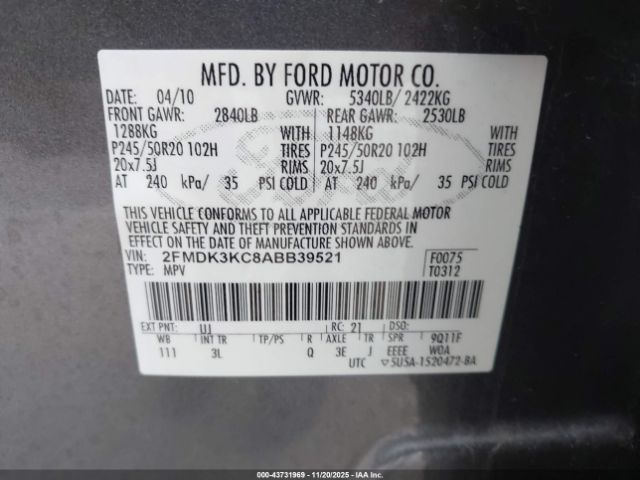 MFD. BY FORD MOTOR CO.
DATE: 04/10 GVWR: 5340LB/ 2422KG
FRONT GAWR: 2840LB REAR GAWR: 2530LB
1288KG WITH 1148KG WITH
P245/50R20 102H TIRES P245/50R20 102H TIRES
20x7.5J RIMS 20x7.5J RIMS
AT 240 kPa/ 35 PSI COLD AT 240 kPa/ 35 PSI COLD
THIS VEHICLE CONFORMS TO ALL APPLICABLE FEDERAL MOTOR
VEHICLE SAFETY AND THEFT PREVENTION STANDARDS IN
EFFECT ON THE DATE OF MANUFACTURE SHOWN ABOVE.
VIN: 2FMDK3KC8ABB39521 F0075
TYPE: MPV T0312
EXT PNT: UJ RC: 21 DSO:
WB INT TR TP/PS R AXLE TR SPR 9Q11F
111 3L Q 3E J EEEE WOA
UTC ▽5USA-1520472-BA
000-43731969 - 11/20/2025 - IAA Inc.